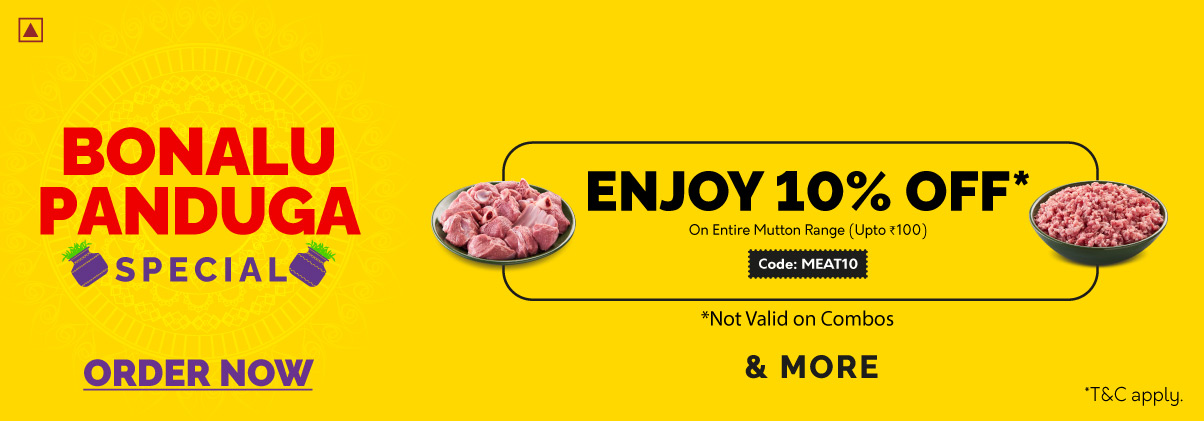 BONALU
PANDUGA
SPECIAL
ORDER NOW
ENJOY 10% OFF*
On Entire Mutton Range (Upto ₹100)
Code: MEAT10
*Not Valid on Combos
& MORE
*T&C apply.